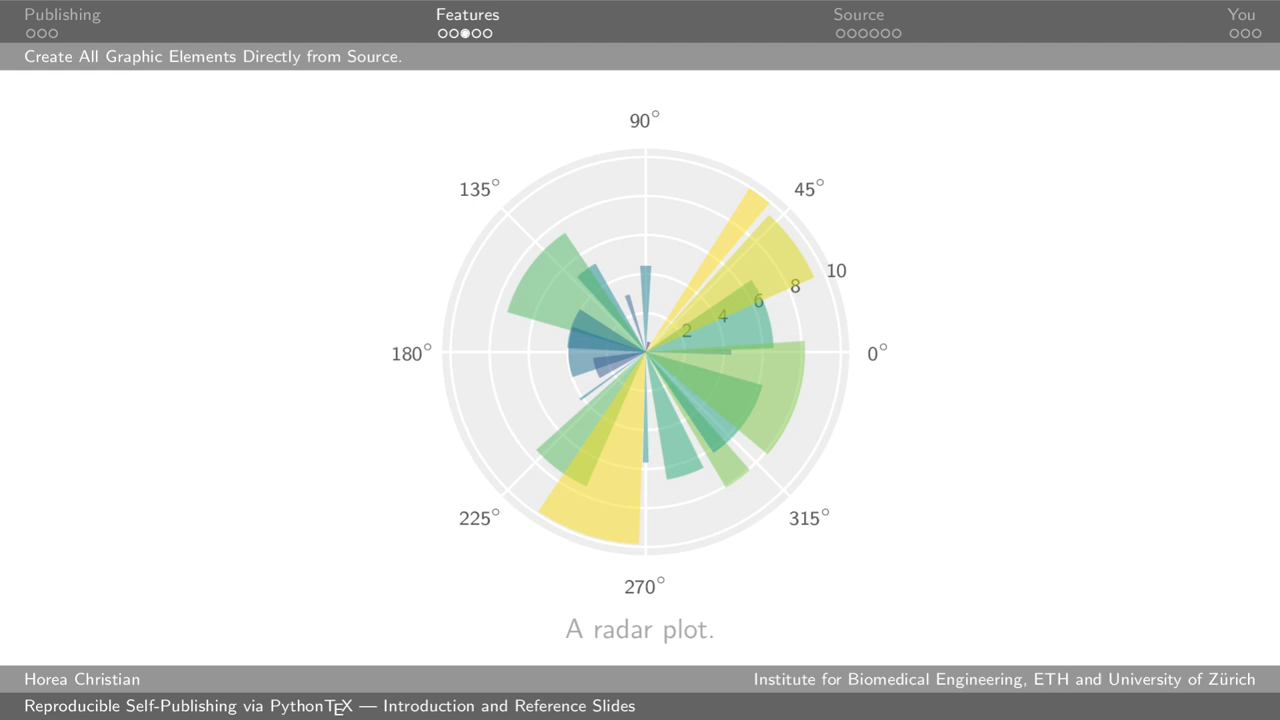 Publishing
Features
Source
You
Create All Graphic Elements Directly from Source.
90°
135°
45°
10
8
6
4
2
180°
0°
225°
315°
270°
A radar plot.
Horea Christian
Institute for Biomedical Engineering, ETH and University of Zürich
Reproducible Self-Publishing via PythonTEX — Introduction and Reference Slides